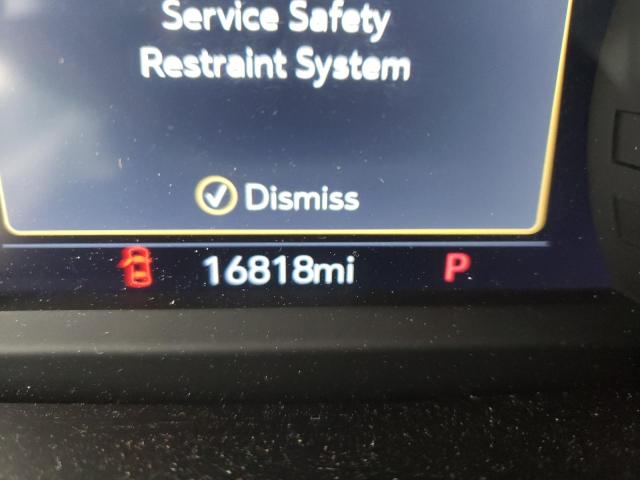 Service Safety
Restraint System
Dismiss
16818mi P